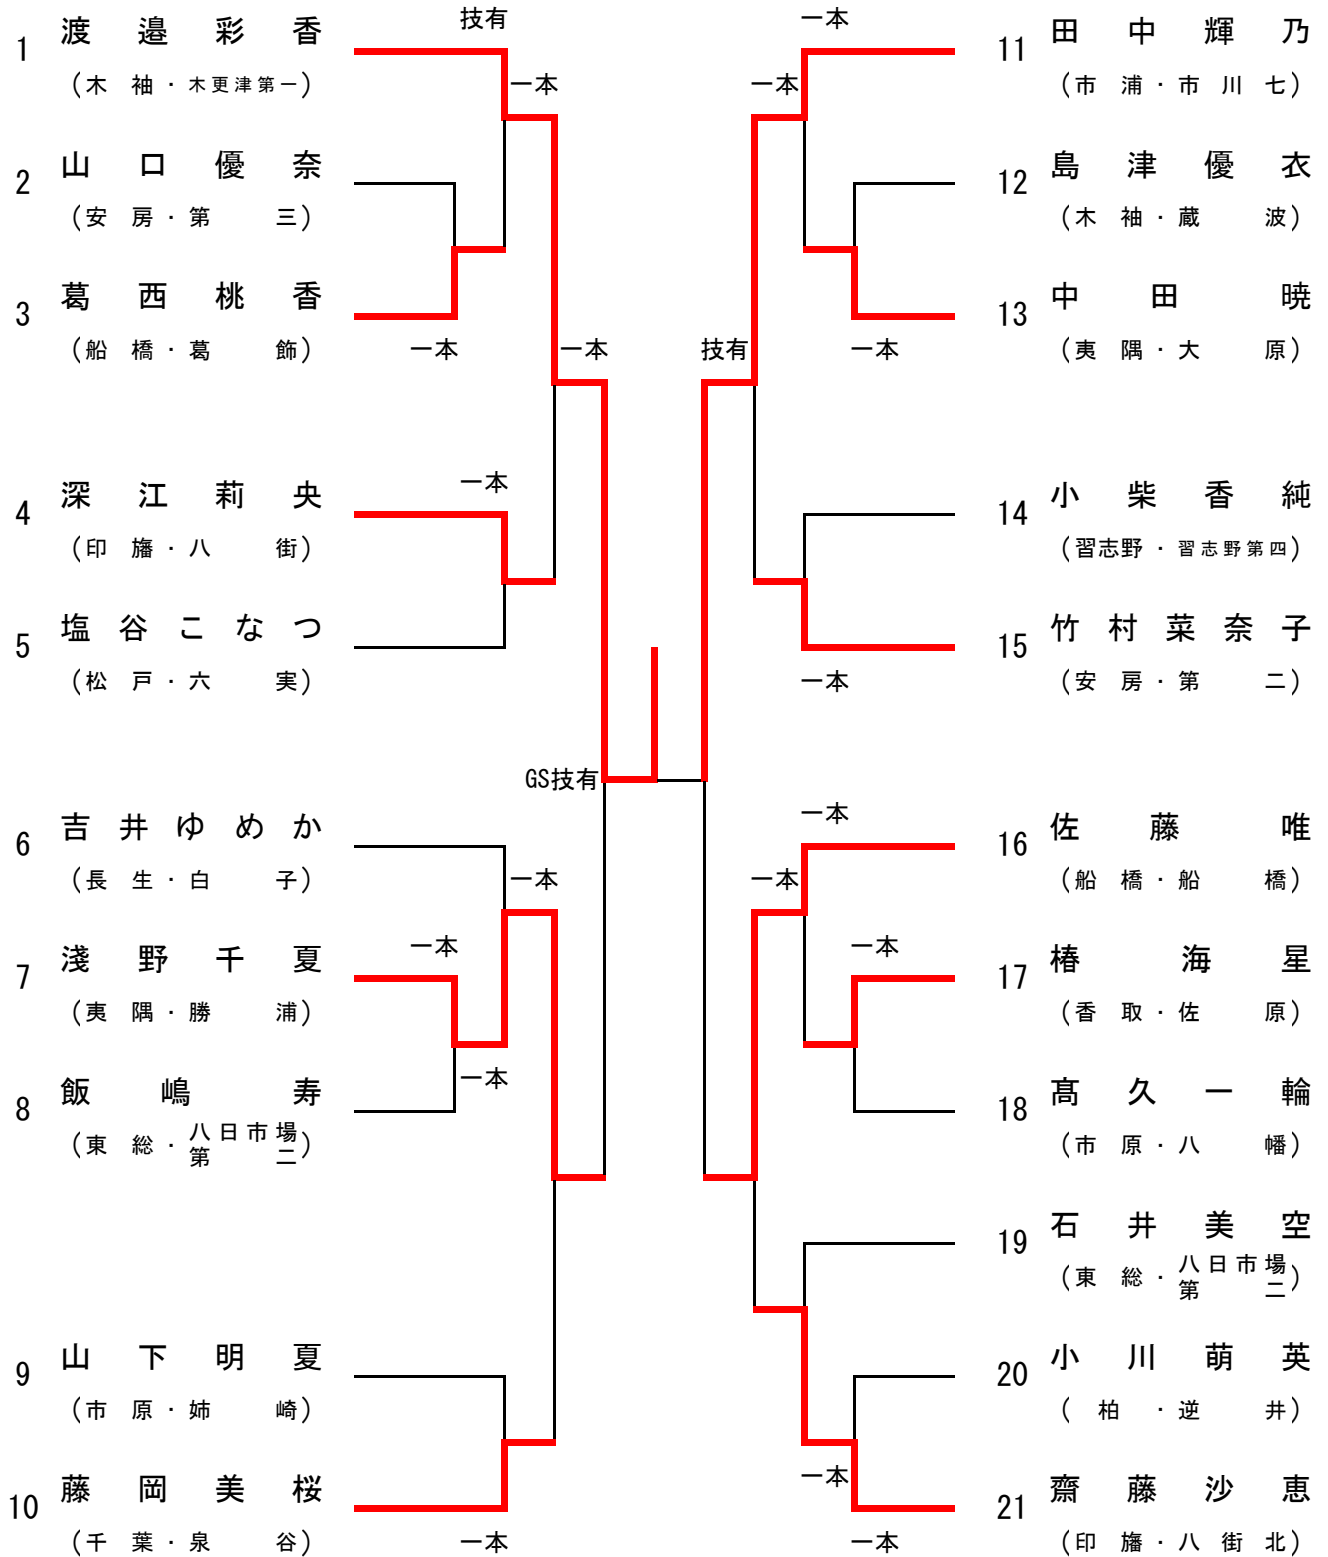 1 渡邉彩香
(木袖・木更津第一)
2 山口優奈
(安房・第三)
3 葛西桃香
(船橋・葛飾)
4 深江莉央
(印旛・八街)
5 塩谷こなつ
(松戸・六実)
6 吉井ゆめか
(長生・白子)
7 淺野千夏
(夷隅・勝浦)
8 飯嶋寿
(東総・八日市場第二)
9 山下明夏
(市原・姉崎)
10 藤岡美桜
(千葉・泉谷)
技有
一本
一本
一本
一本
GS技有
一本
一本
一本
一本
一本
一本
技有
一本
一本
一本
一本
一本
一本
一本
11 田中輝乃
(市浦・市川七)
12 島津優衣
(木袖・蔵波)
13 中田暁
(夷隅・大原)
14 小柴香純
(習志野・習志野第四)
15 竹村菜奈子
(安房・第二)
16 佐藤唯
(船橋・船橋)
17 椿海星
(香取・佐原)
18 髙久一輪
(市原・八幡)
19 石井美空
(東総・八日市場第二)
20 小川萌英
(柏・逆井)
21 齋藤沙恵
(印旛・八街北)